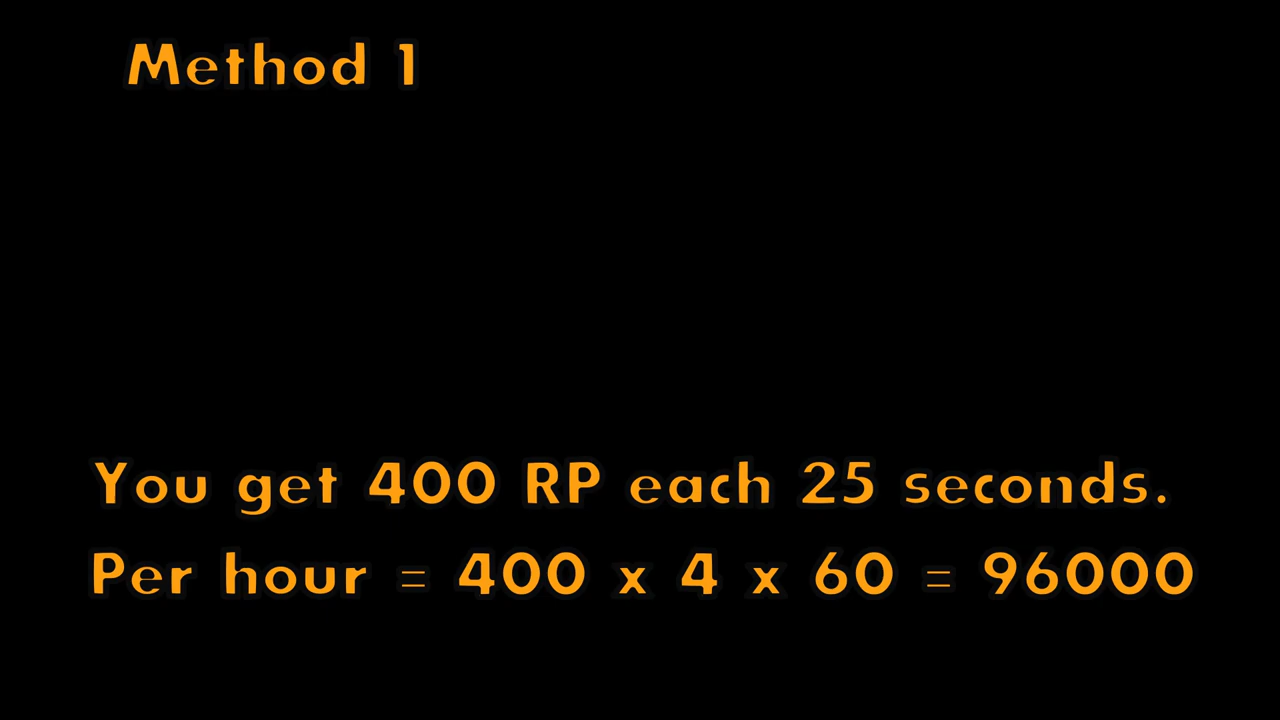 Method 1
You get 400 RP each 25 seconds.
Per hour = 400 x 4 x 60 = 96000